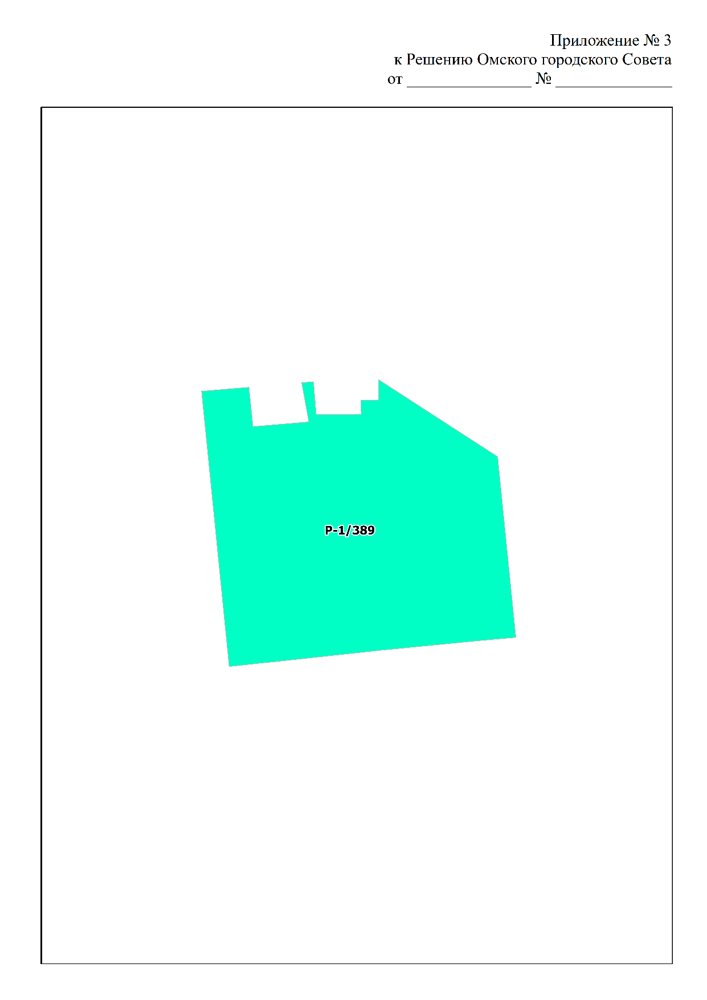 Приложение № 3
к Решению Омского городского Совета
от ________________ № _______________
Р-1/389